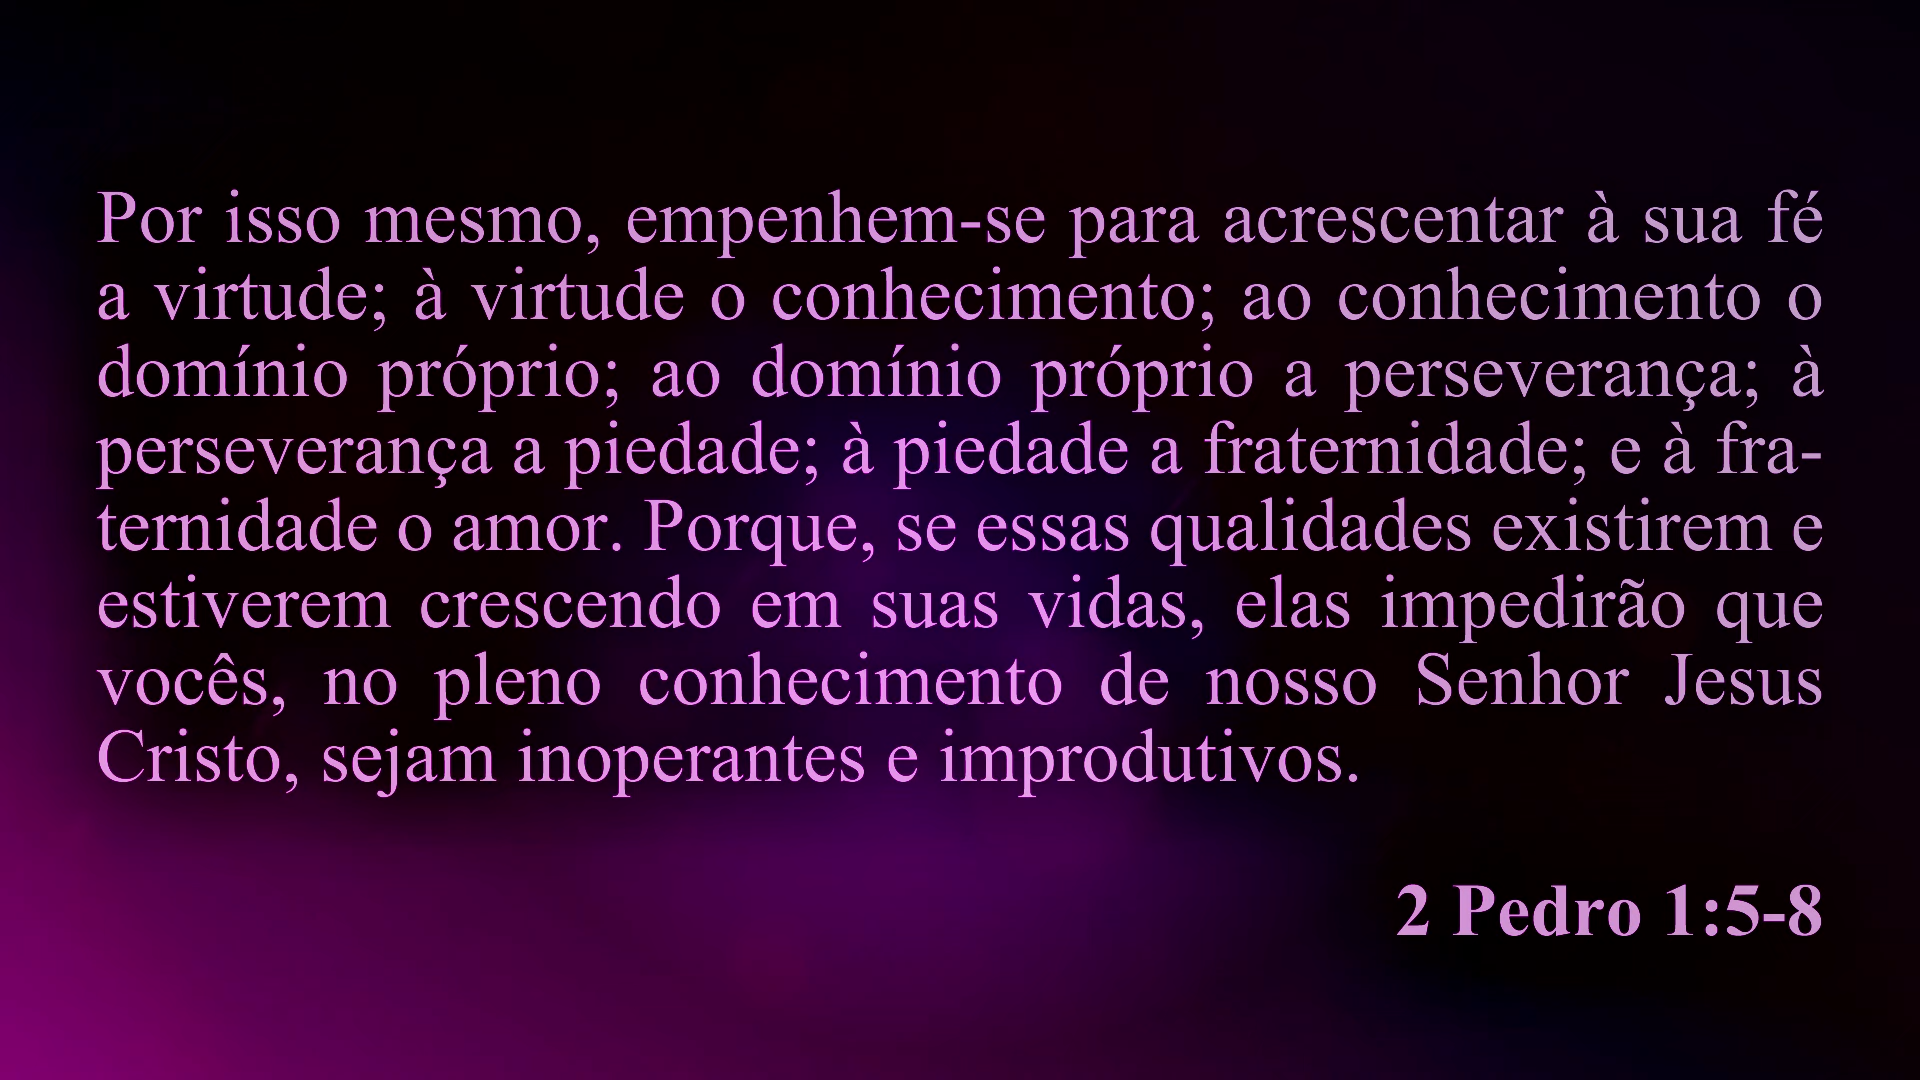 Por isso mesmo, empenhem-se para acrescentar à sua fé
a virtude; à virtude o conhecimento; ao conhecimento o
domínio próprio; ao domínio próprio a perseverança; à
perseverança a piedade; à piedade a fraternidade; e à fra-
ternidade o amor. Porque, se essas qualidades existirem e
estiverem crescendo em suas vidas, elas impedirão que
vocês, no pleno conhecimento de nosso Senhor Jesus
Cristo, sejam inoperantes e improdutivos.
2 Pedro 1:5-8